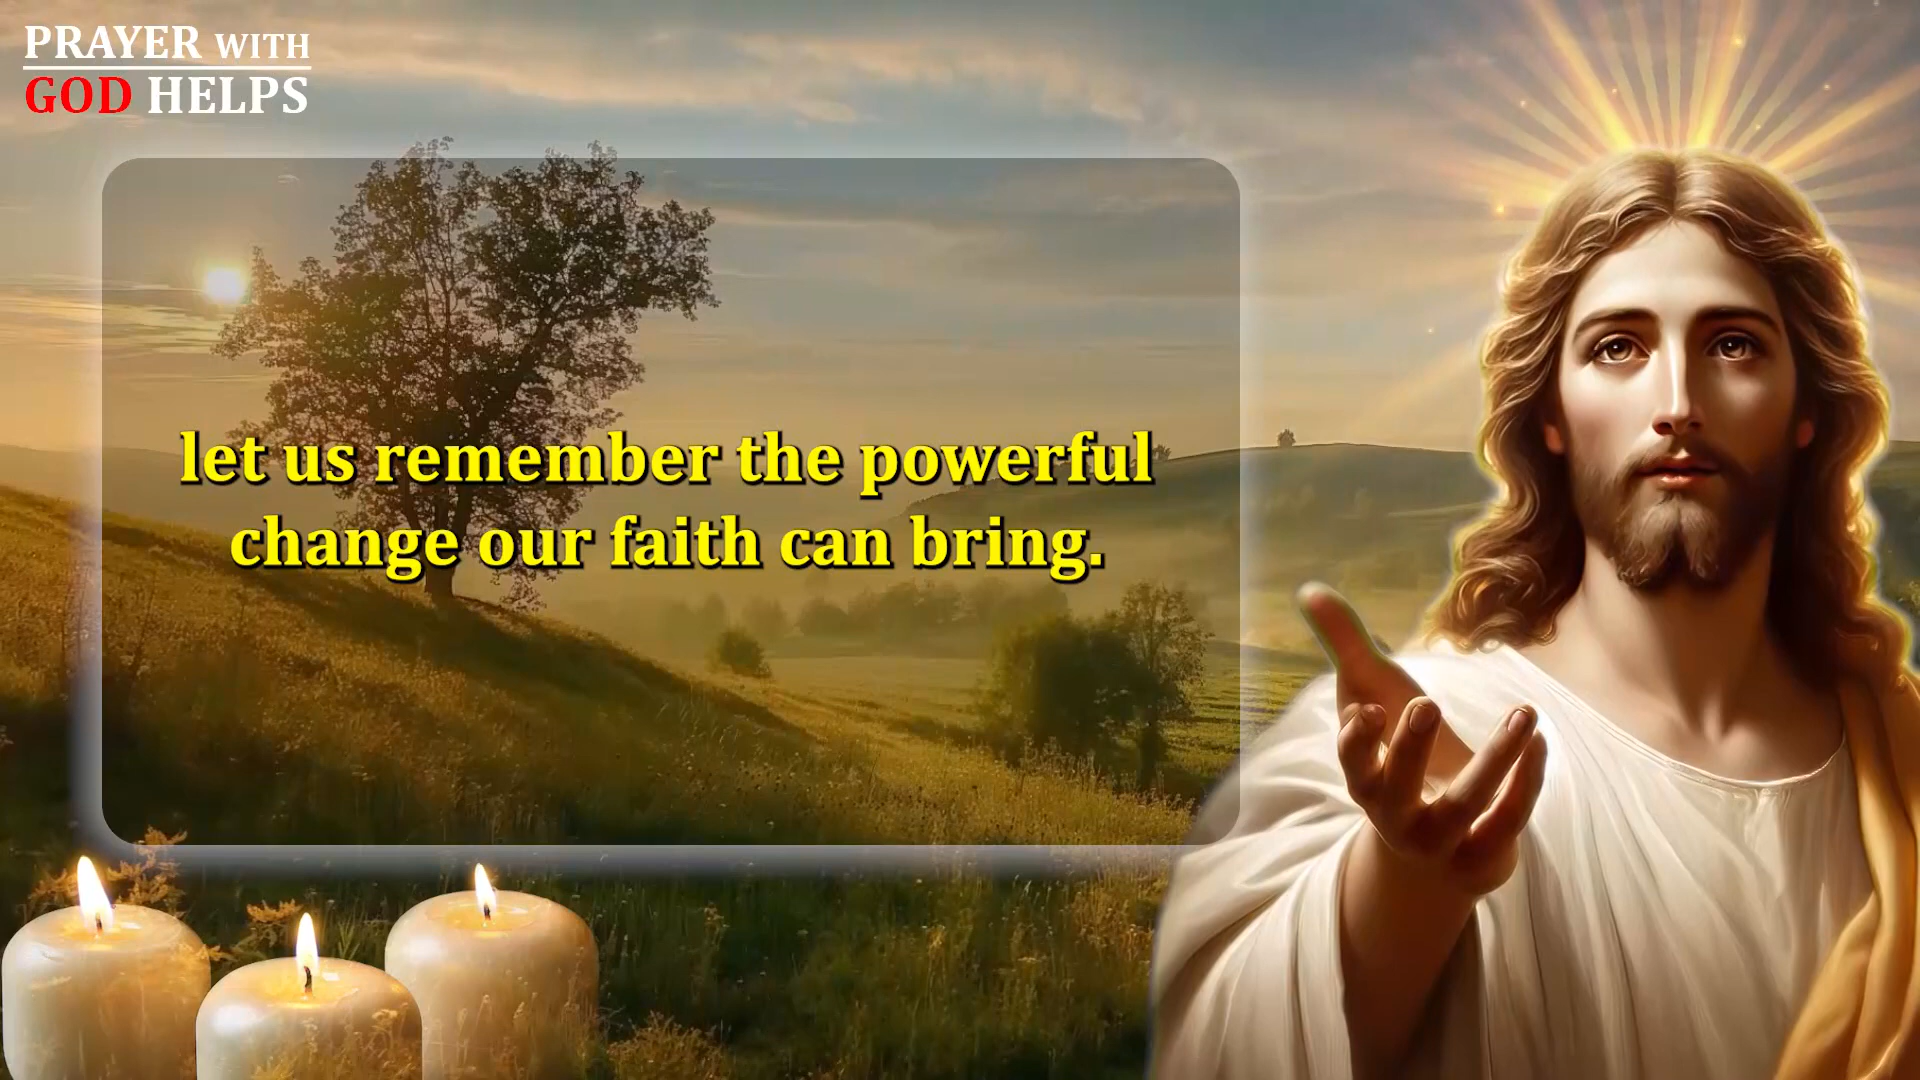 PRAYER WITH
GOD HELPS
let us remember the powerful
change our faith can bring.